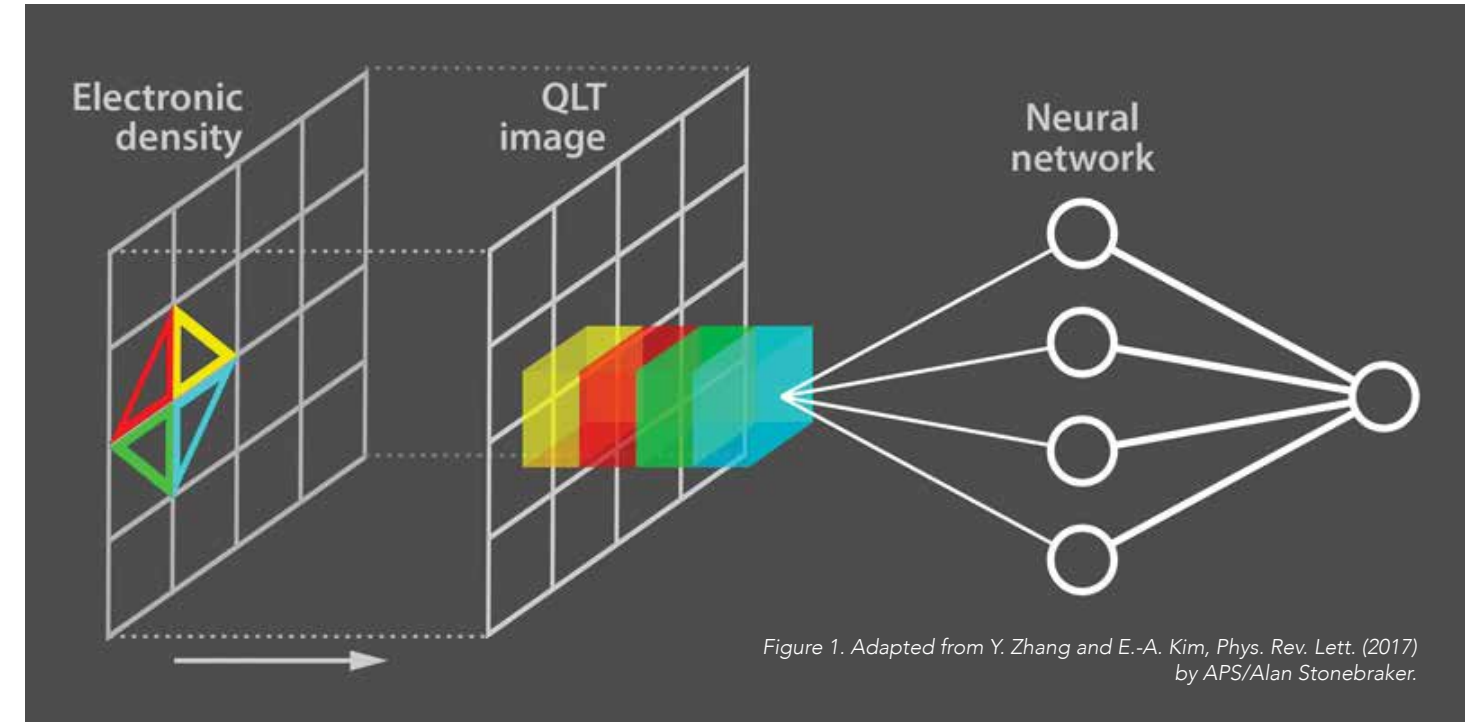 Electronic
density
QLT
image
Neural
network
Figure 1. Adapted from Y. Zhang and E.-A. Kim, Phys. Rev. Lett. (2017)
by APS/Alan Stonebraker.